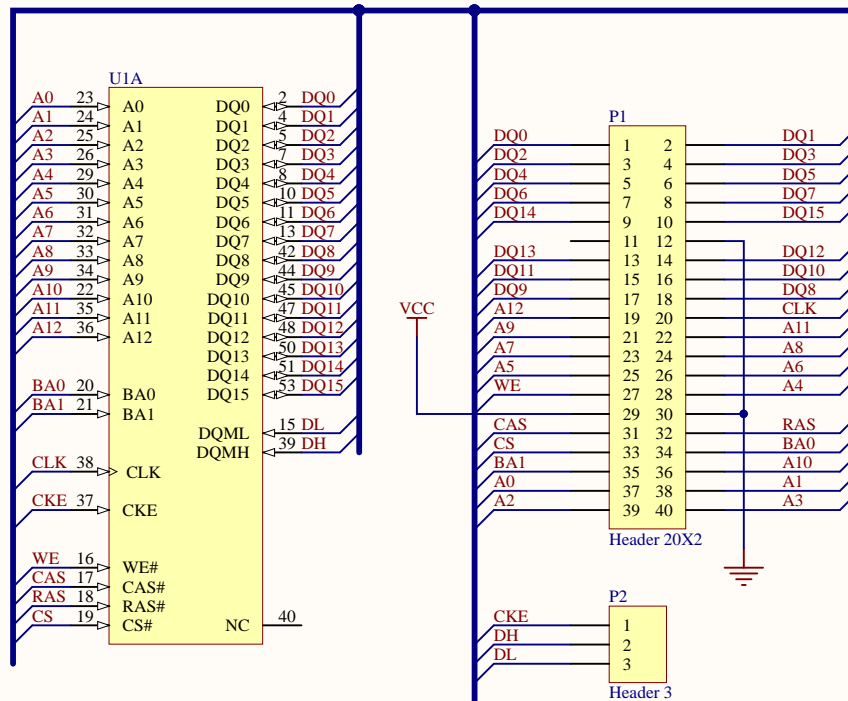 U1A
A0 23 A0 DQ0 2 DQ0
A1 24 A1 DQ1 4 DQ1
A2 25 A2 DQ2 5 DQ2
A3 26 A3 DQ3 7 DQ3
A4 29 A4 DQ4 8 DQ4
A5 30 A5 DQ5 10 DQ5
A6 31 A6 DQ6 11 DQ6
A7 32 A7 DQ7 13 DQ7
A8 33 A8 DQ8 42 DQ8
A9 34 A9 DQ9 44 DQ9
A10 22 A10 DQ10 45 DQ10
A11 35 A11 DQ11 47 DQ11
A12 36 A12 DQ12 48 DQ12
DQ13 50 DQ13
DQ14 51 DQ14
BA0 20 BA0 DQ15 53 DQ15
BA1 21 BA1
DQML 15 DL
DQMH 39 DH
CLK 38 CLK
CKE 37 CKE
WE 16 WE#
CAS 17 CAS#
RAS 18 RAS#
CS 19 CS# NC 40
VCC
P1
DQ0 1 2 DQ1
DQ2 3 4 DQ3
DQ4 5 6 DQ5
DQ6 7 8 DQ7
DQ14 9 10 DQ15
11 12
DQ13 13 14 DQ12
DQ11 15 16 DQ10
DQ9 17 18 DQ8
A12 19 20 CLK
A9 21 22 A11
A7 23 24 A8
A5 25 26 A6
WE 27 28 A4
29 30
CAS 31 32 RAS
CS 33 34 BA0
BA1 35 36 A10
A0 37 38 A1
A2 39 40 A3
Header 20X2
P2
CKE 1
DH 2
DL 3
Header 3